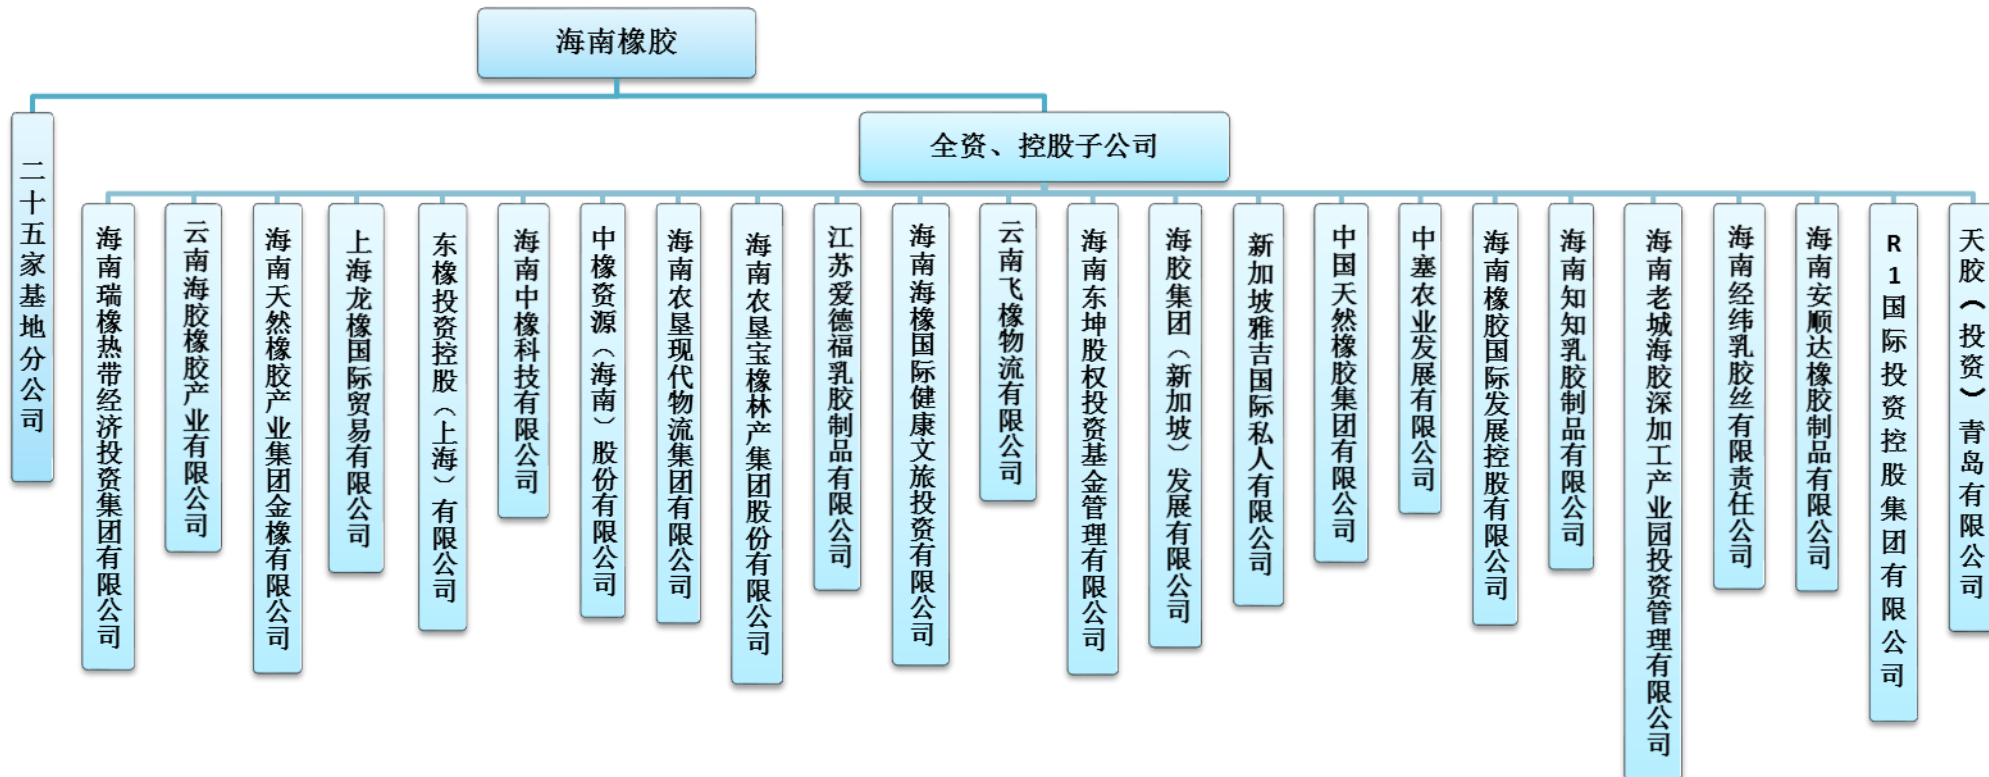 海南橡胶
二十五家基地分公司
全资、控股子公司
海南瑞橡热带经济投资集团有限公司
云南海胶橡胶产业有限公司
海南天然橡胶产业集团金橡有限公司
上海龙橡国际贸易有限公司
东橡投资控股（上海）有限公司
海南中橡科技有限公司
中橡资源（海南）股份有限公司
海南农垦现代物流集团有限公司
海南农垦宝橡林产集团股份有限公司
江苏爱德福乳胶制品有限公司
海南海橡国际健康文旅投资有限公司
云南飞橡物流有限公司
海南东坤股权投资基金管理有限公司
海胶集团（新加坡）发展有限公司
新加坡雅吉国际私人有限公司
中国天然橡胶集团有限公司
中塞农业发展有限公司
海南橡胶国际发展控股有限公司
海南知知乳胶制品有限公司
海南老城海胶深加工产业园投资管理有限公司
海南经纬乳胶丝有限责任公司
海南安顺达橡胶制品有限公司
R1国际投资控股集团有限公司
天胶（投资）青岛有限公司